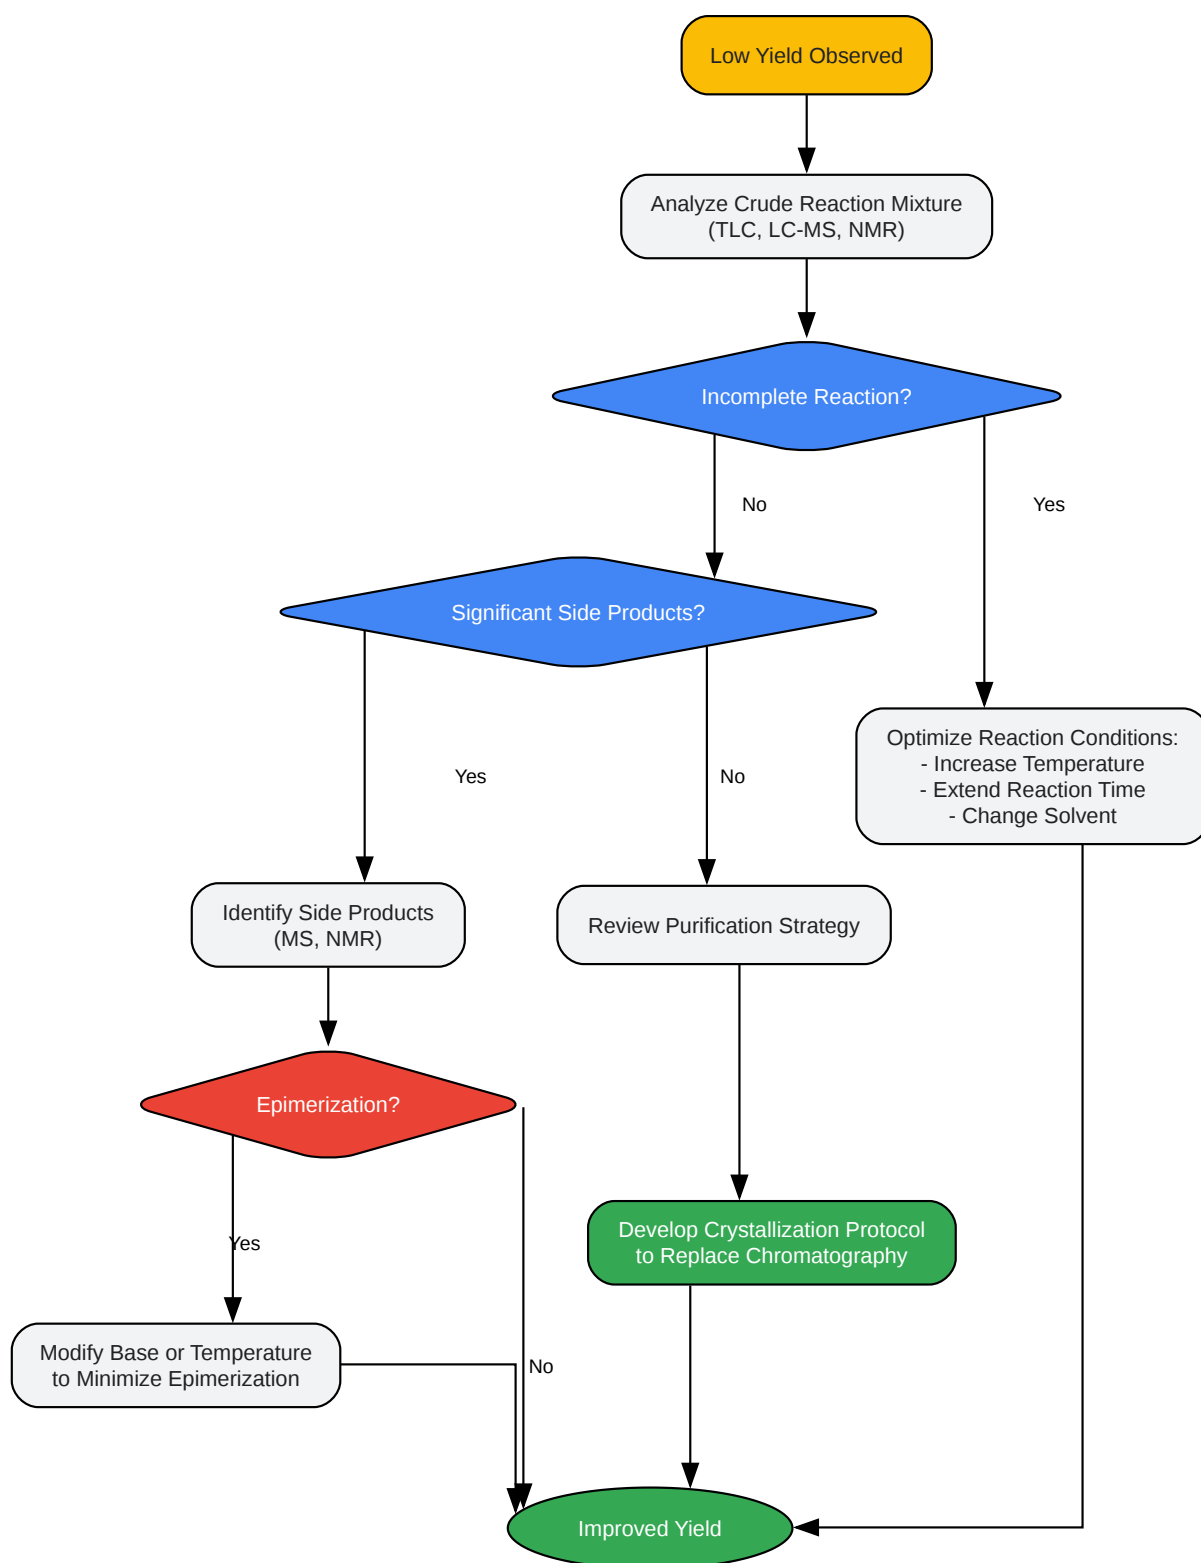 Low Yield Observed
Analyze Crude Reaction Mixture
(TLC, LC-MS, NMR)
Incomplete Reaction?
No
Yes
Significant Side Products?
Optimize Reaction Conditions:
- Increase Temperature
- Extend Reaction Time
- Change Solvent
Yes
No
Identify Side Products
(MS, NMR)
Review Purification Strategy
Epimerization?
Develop Crystallization Protocol
to Replace Chromatography
Yes
Modify Base or Temperature
to Minimize Epimerization
No
Improved Yield